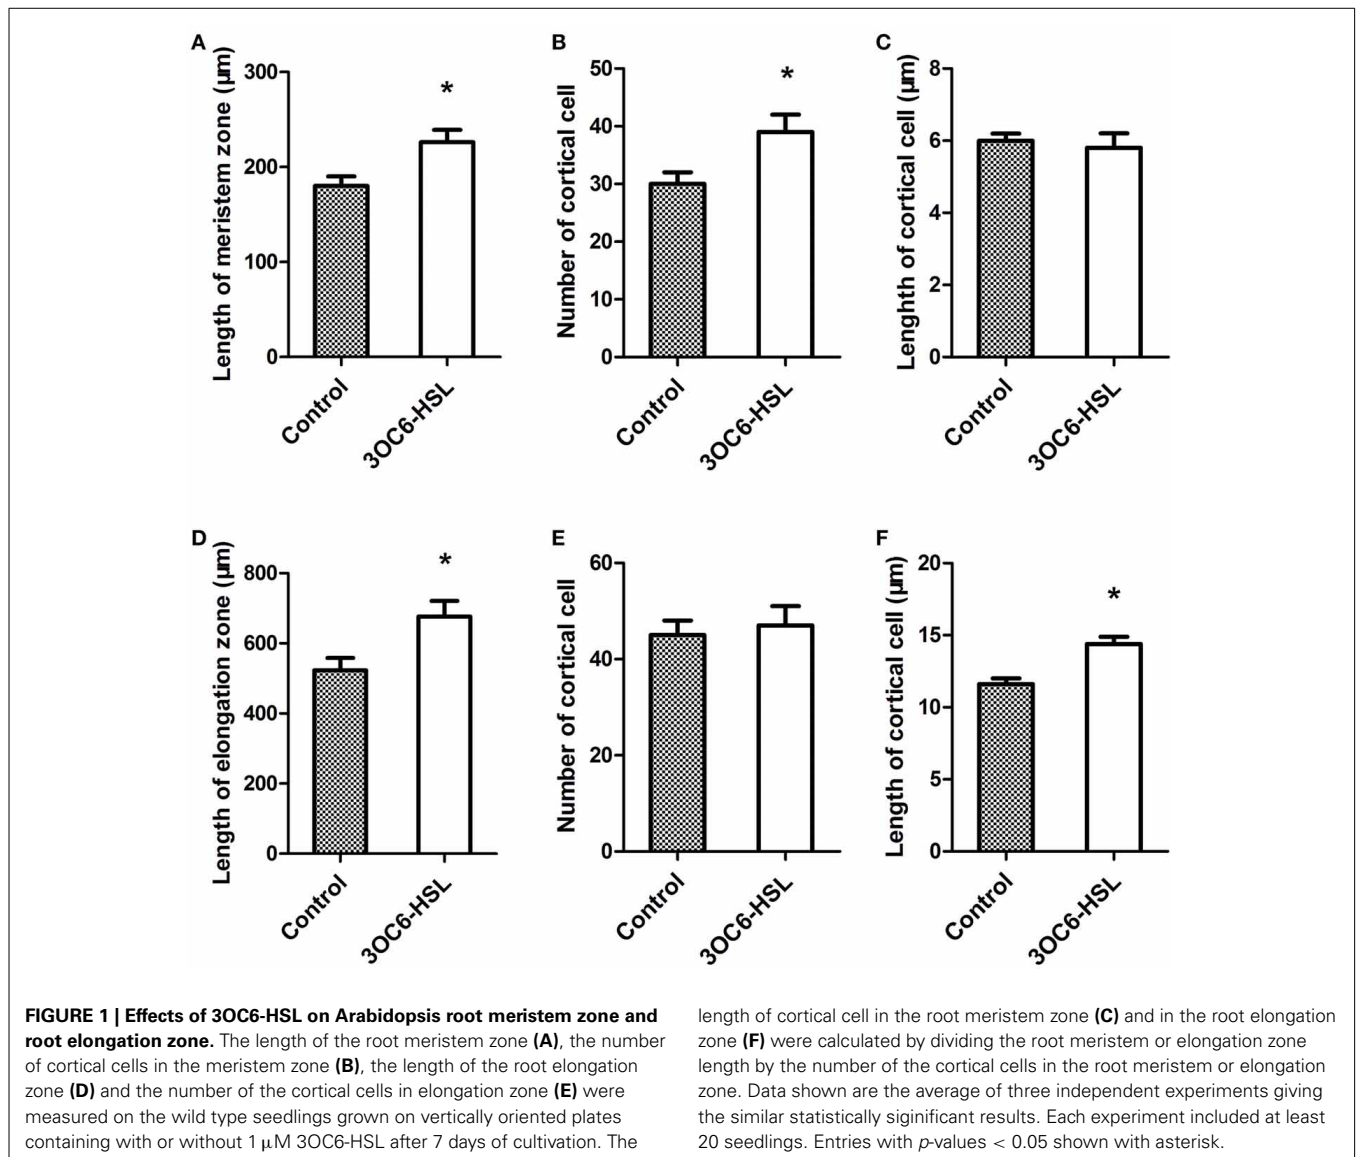 A
Length of meristem zone (µm)
300
200
100
0
*
Control
3OC6-HSL
B
Number of cortical cell
50
40
30
20
10
0
*
Control
3OC6-HSL
C
Lenghth of cortical cell (µm)
8
6
4
2
0
Control
3OC6-HSL
D
Length of elongation zone (µm)
800
600
400
200
0
*
Control
3OC6-HSL
E
Number of cortical cell
60
40
20
0
Control
3OC6-HSL
F
Length of cortical cell (µm)
20
15
10
5
0
*
Control
3OC6-HSL
FIGURE 1 | Effects of 3OC6-HSL on Arabidopsis root meristem zone and
root elongation zone. The length of the root meristem zone (A), the number
of cortical cells in the meristem zone (B), the length of the root elongation
zone (D) and the number of the cortical cells in elongation zone (E) were
measured on the wild type seedlings grown on vertically oriented plates
containing with or without 1 µM 3OC6-HSL after 7 days of cultivation. The
length of cortical cell in the root meristem zone (C) and in the root elongation
zone (F) were calculated by dividing the root meristem or elongation zone
length by the number of the cortical cells in the root meristem or elongation
zone. Data shown are the average of three independent experiments giving
the similar statistically siginificant results. Each experiment included at least
20 seedlings. Entries with p-values < 0.05 shown with asterisk.